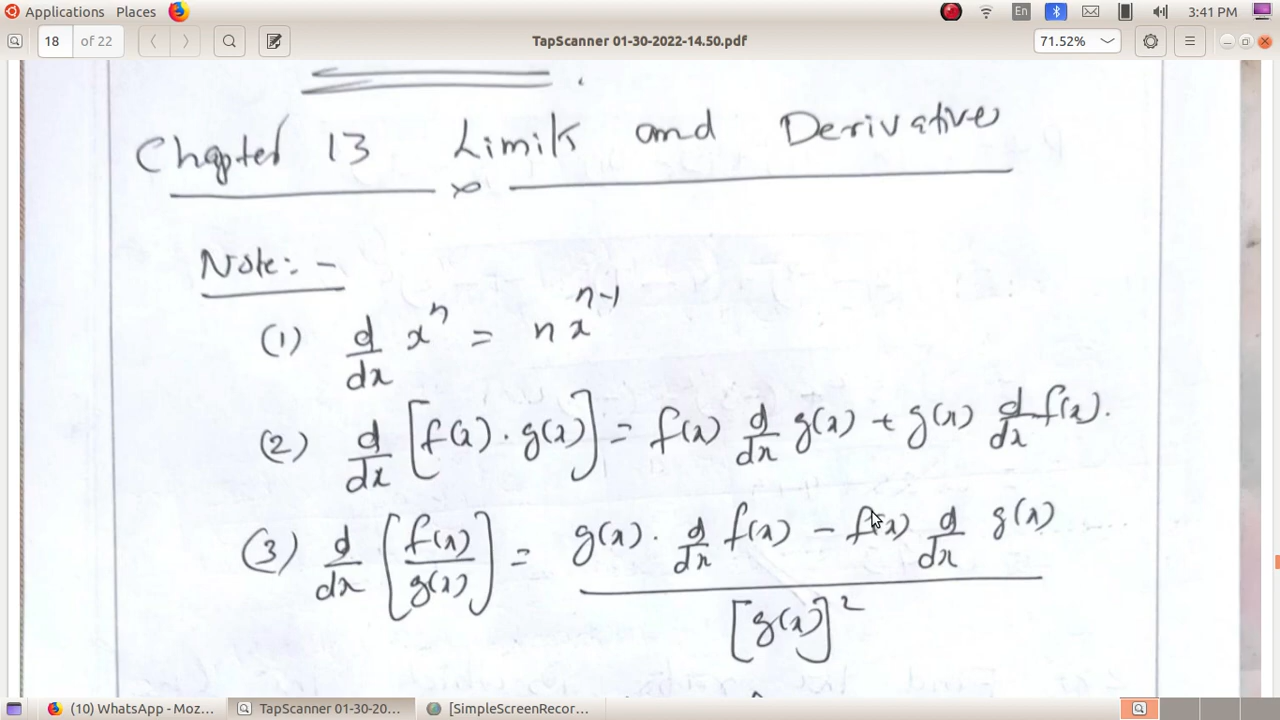 Applications Places En 3:41 PM
18 of 22 TapScanner 01-30-2022-14.50.pdf 71.52%
Chapter 13 Limits and Derivative
Note: -
(1) d/dx x^n = n x^(n-1)
(2) d/dx [f(x) . g(x)] = f(x) d/dx g(x) + g(x) d/dx f(x).
(3) d/dx [f(x)/g(x)] = (g(x) . d/dx f(x) - f(x) d/dx g(x)) / [g(x)]^2
(10) WhatsApp - Moz... TapScanner 01-30-20... [SimpleScreenRecor...